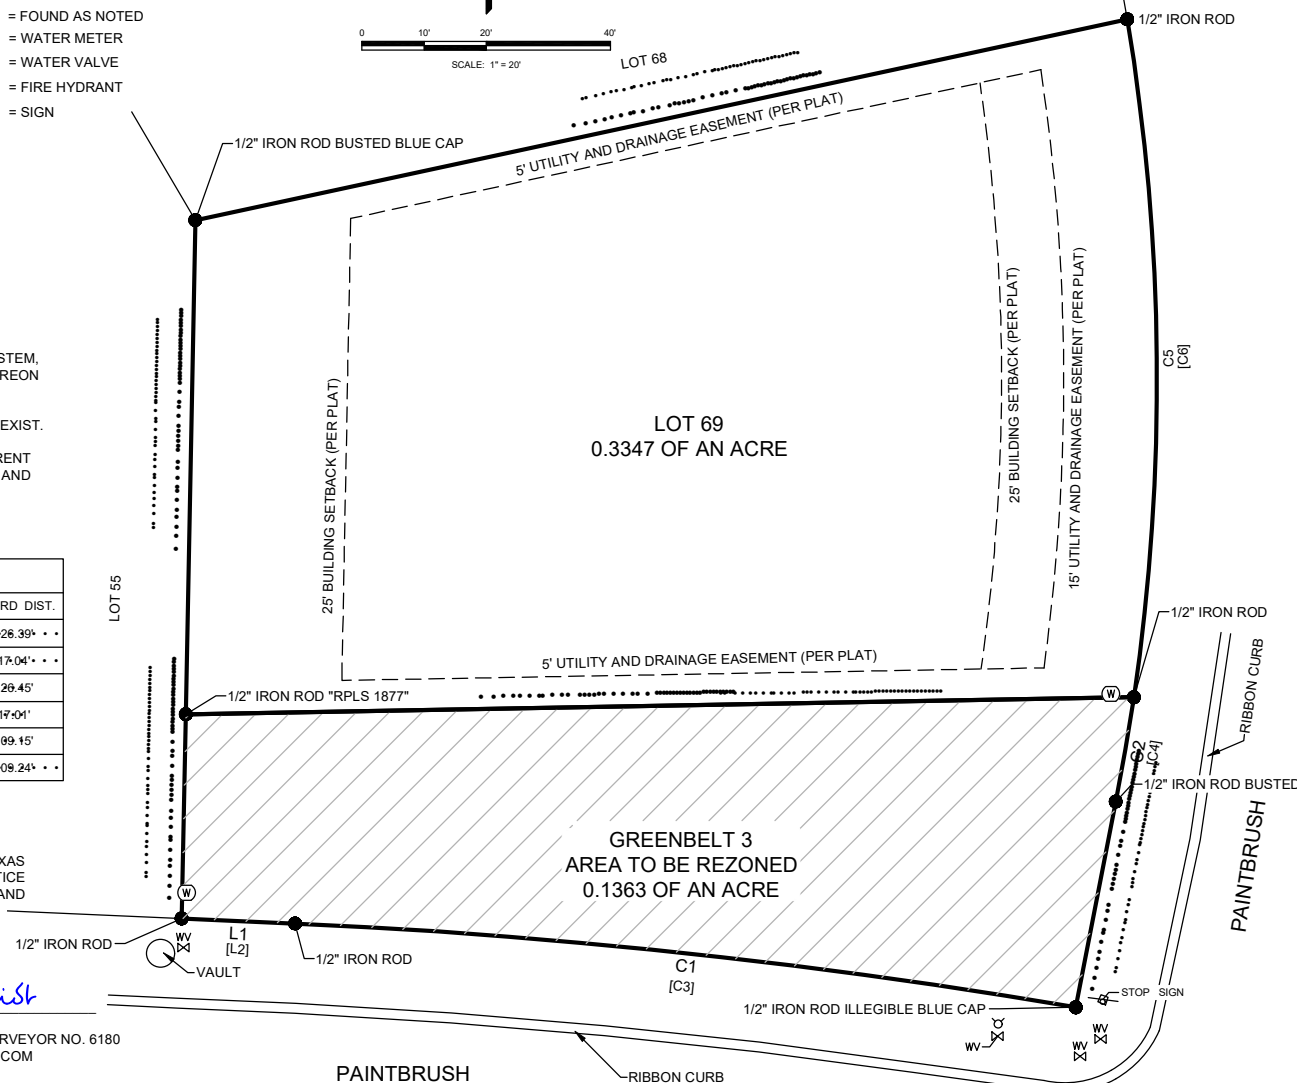 = FOUND AS NOTED
= WATER METER
= WATER VALVE
= FIRE HYDRANT
= SIGN
0 10' 20' 40'
SCALE: 1" = 20'
LOT 68
1/2" IRON ROD
1/2" IRON ROD BUSTED BLUE CAP
5' UTILITY AND DRAINAGE EASEMENT (PER PLAT)
STEM,
REON
EXIST.
RENT
AND
25' BUILDING SETBACK (PER PLAT)
LOT 69
0.3347 OF AN ACRE
25' BUILDING SETBACK (PER PLAT)
15' UTILITY AND DRAINAGE EASEMENT (PER PLAT)
C5
[C6]
LOT 55
RD DIST.
26.39'
17.04'
26.45'
17.01'
09.15'
09.24'
5' UTILITY AND DRAINAGE EASEMENT (PER PLAT)
1/2" IRON ROD
1/2" IRON ROD "RPLS 1877"
W
RIBBON CURB
C2
[C4]
1/2" IRON ROD BUSTED
PAINTBRUSH
GREENBELT 3
AREA TO BE REZONED
0.1363 OF AN ACRE
XAS
TICE
AND
W
1/2" IRON ROD
WV
L1
[L2]
1/2" IRON ROD
VAULT
C1
[C3]
STOP SIGN
1/2" IRON ROD ILLEGIBLE BLUE CAP
WV
WV
WV
RVEYOR NO. 6180
COM
PAINTBRUSH
RIBBON CURB